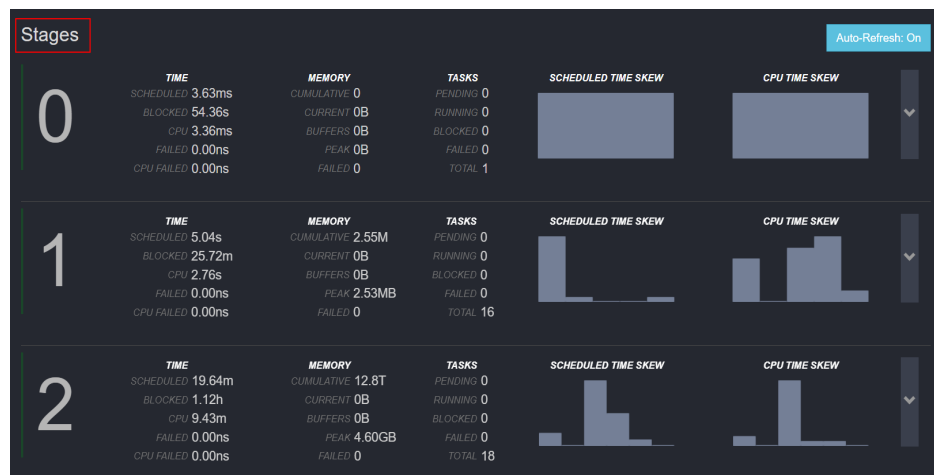 Stages
Auto-Refresh: On
0
TIME MEMORY TASKS SCHEDULED TIME SKEW CPU TIME SKEW
SCHEDULED 3.63ms CUMULATIVE 0 PENDING 0
BLOCKED 54.36s CURRENT 0B RUNNING 0
CPU 3.36ms BUFFERS 0B BLOCKED 0
FAILED 0.00ns PEAK 0B FAILED 0
CPU FAILED 0.00ns FAILED 0 TOTAL 1
1
TIME MEMORY TASKS SCHEDULED TIME SKEW CPU TIME SKEW
SCHEDULED 5.04s CUMULATIVE 2.55M PENDING 0
BLOCKED 25.72m CURRENT 0B RUNNING 0
CPU 2.76s BUFFERS 0B BLOCKED 0
FAILED 0.00ns PEAK 2.53MB FAILED 0
CPU FAILED 0.00ns FAILED 0 TOTAL 16
2
TIME MEMORY TASKS SCHEDULED TIME SKEW CPU TIME SKEW
SCHEDULED 19.64m CUMULATIVE 12.8T PENDING 0
BLOCKED 1.12h CURRENT 0B RUNNING 0
CPU 9.43m BUFFERS 0B BLOCKED 0
FAILED 0.00ns PEAK 4.60GB FAILED 0
CPU FAILED 0.00ns FAILED 0 TOTAL 18